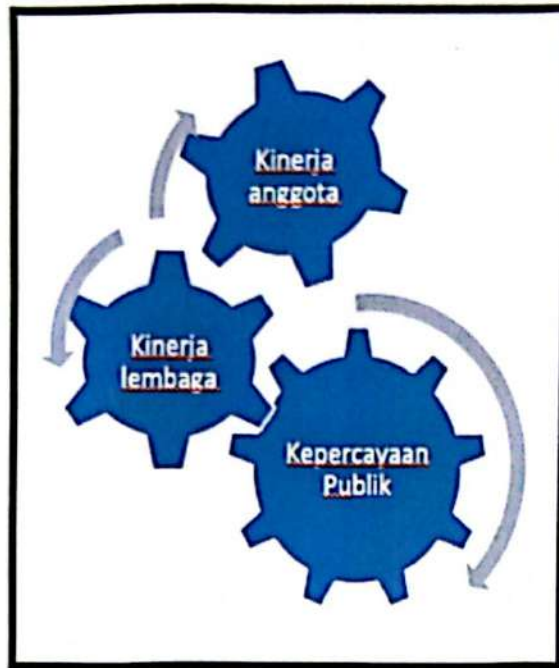 Kinerja
anggota
Kinerja
lembaga
Kepercayaan
Publik